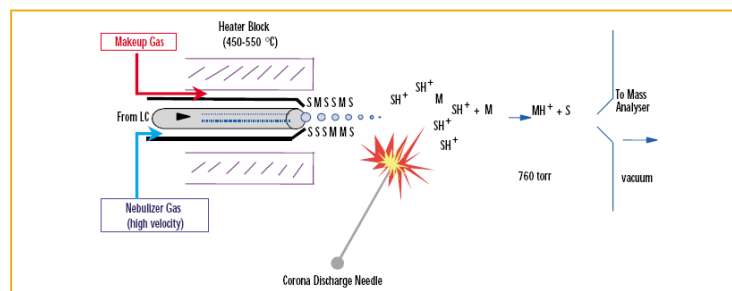 Heater Block
(450-550 °C)
Makeup Gas
From LC
SMSSMS
SSSMMS
SH+
SH+
M
SH+ + M
SH+
SH+
MH+ + S
To Mass
Analyser
760 torr
vacuum
Nebulizer Gas
(high velocity)
Corona Discharge Needle